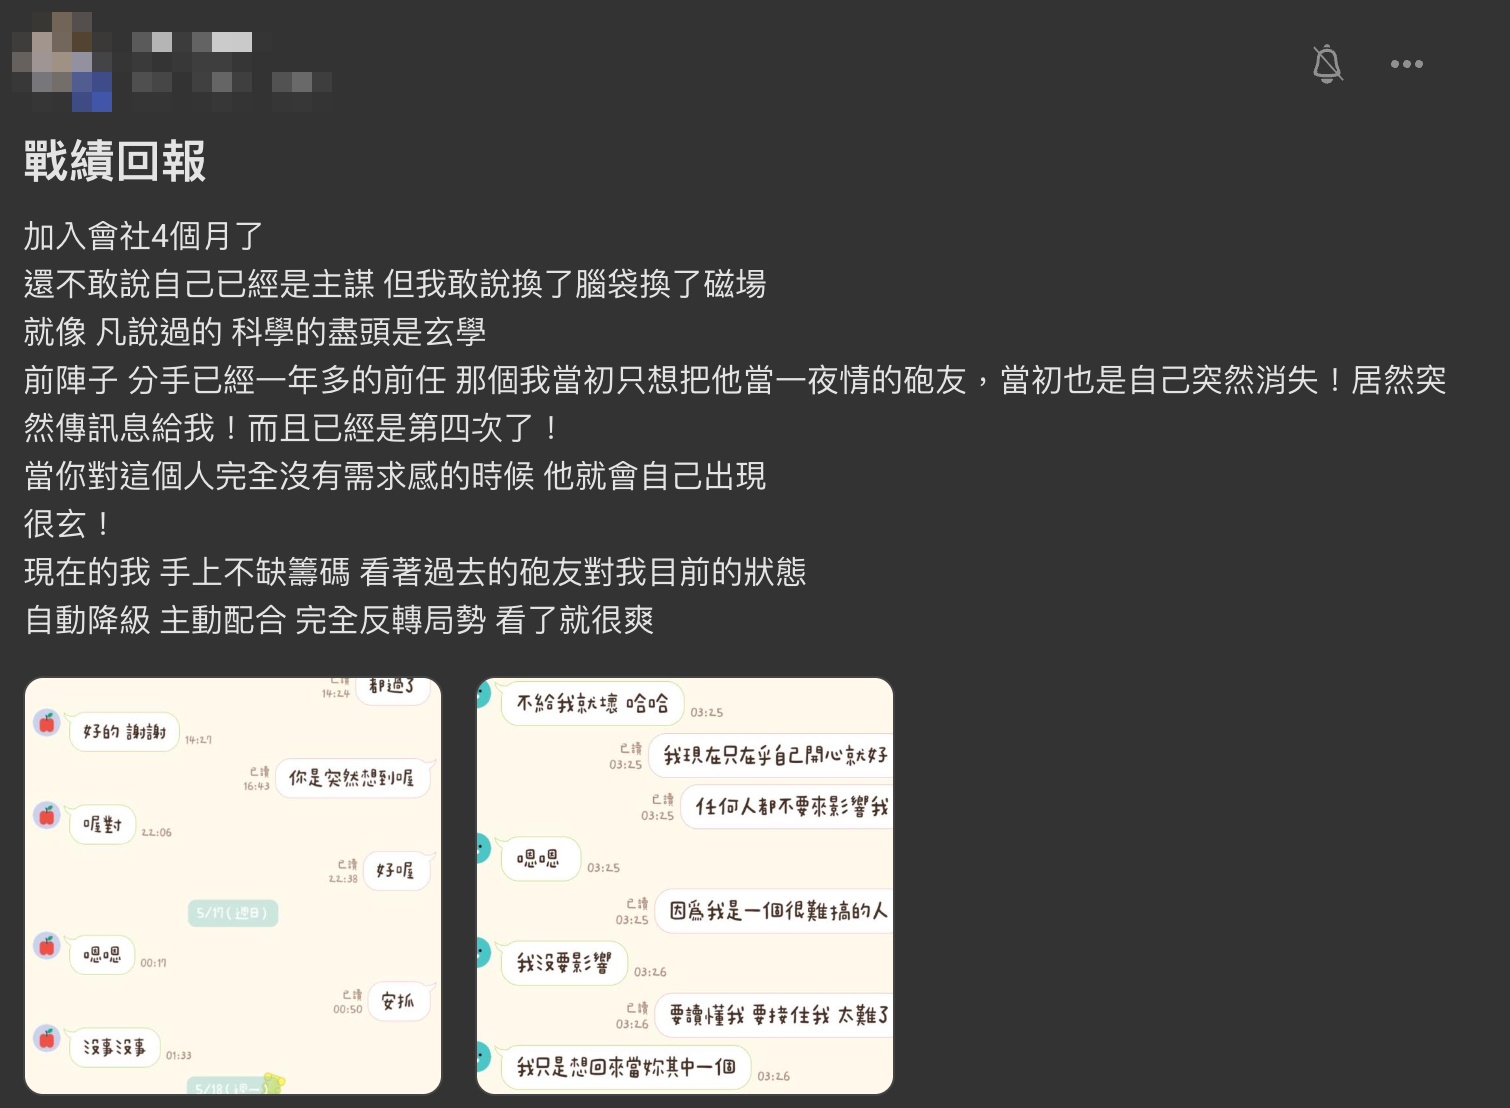 戰績回報
加入會社4個月了
還不敢說自己已經是主謀 但我敢說換了腦袋換了磁場
就像 凡說過的 科學的盡頭是玄學
前陣子 分手已經一年多的前任 那個我當初只想把他當一夜情的砲友，當初也是自己突然消失！居然突
然傳訊息給我！而且已經是第四次了！
當你對這個人完全沒有需求感的時候 他就會自己出現
很玄！
現在的我 手上不缺籌碼 看著過去的砲友對我目前的狀態
自動降級 主動配合 完全反轉局勢 看了就很爽
已讀
14:24
都過了
好的 謝謝
14:27
已讀
16:43
你是突然想到喔
喔對
22:06
已讀
22:38
好喔
5/17(週日)
嗯嗯
00:17
已讀
00:50
安抓
沒事沒事
01:33
5/18(週一)
不給我就壞 哈哈
03:25
已讀
03:25
我現在只在乎自己開心就好
已讀
03:25
任何人都不要來影響我
嗯嗯
03:25
已讀
03:25
因為我是一個很難搞的人
我沒要影響
03:26
已讀
03:26
要讀懂我 要接住我 太難了
我只是想回來當妳其中一個
03:26